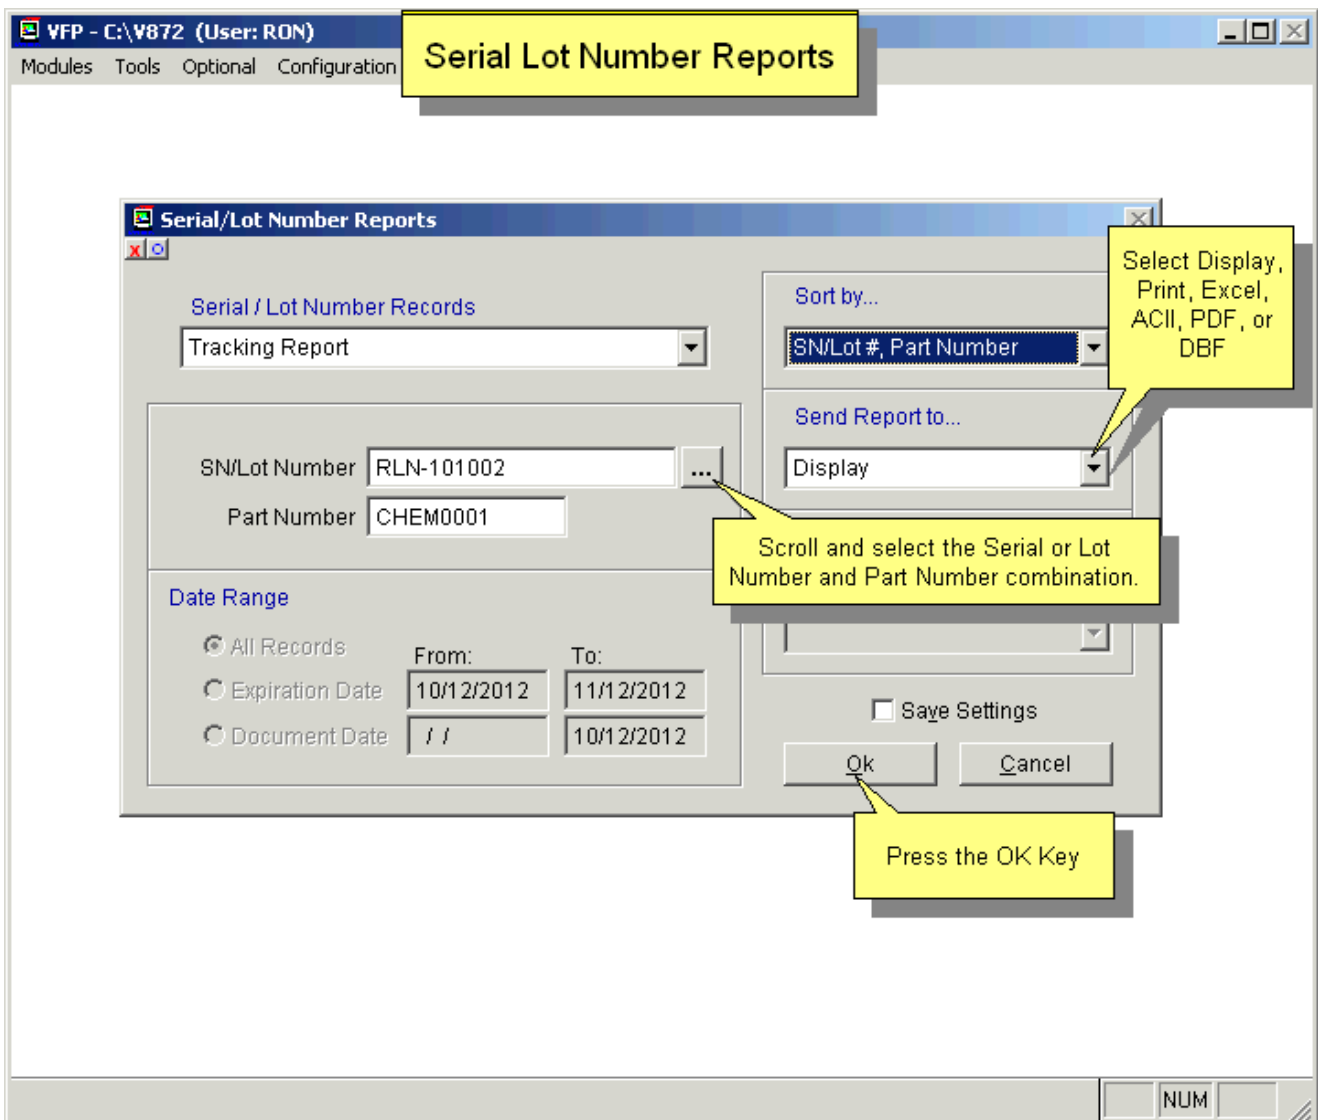 VFP - C:\V872 (User: RON)
Modules Tools Optional Configuration
Serial Lot Number Reports
Serial/Lot Number Reports
x
Serial / Lot Number Records
Tracking Report
Sort by...
SN/Lot #, Part Number
Select Display,
Print, Excel,
ACII, PDF, or
DBF
Send Report to...
Display
SN/Lot Number RLN-101002 ...
Part Number CHEM0001
Scroll and select the Serial or Lot
Number and Part Number combination.
Date Range
All Records
From: To:
Expiration Date 10/12/2012 11/12/2012
Document Date / / 10/12/2012
Save Settings
Ok Cancel
Press the OK Key
NUM